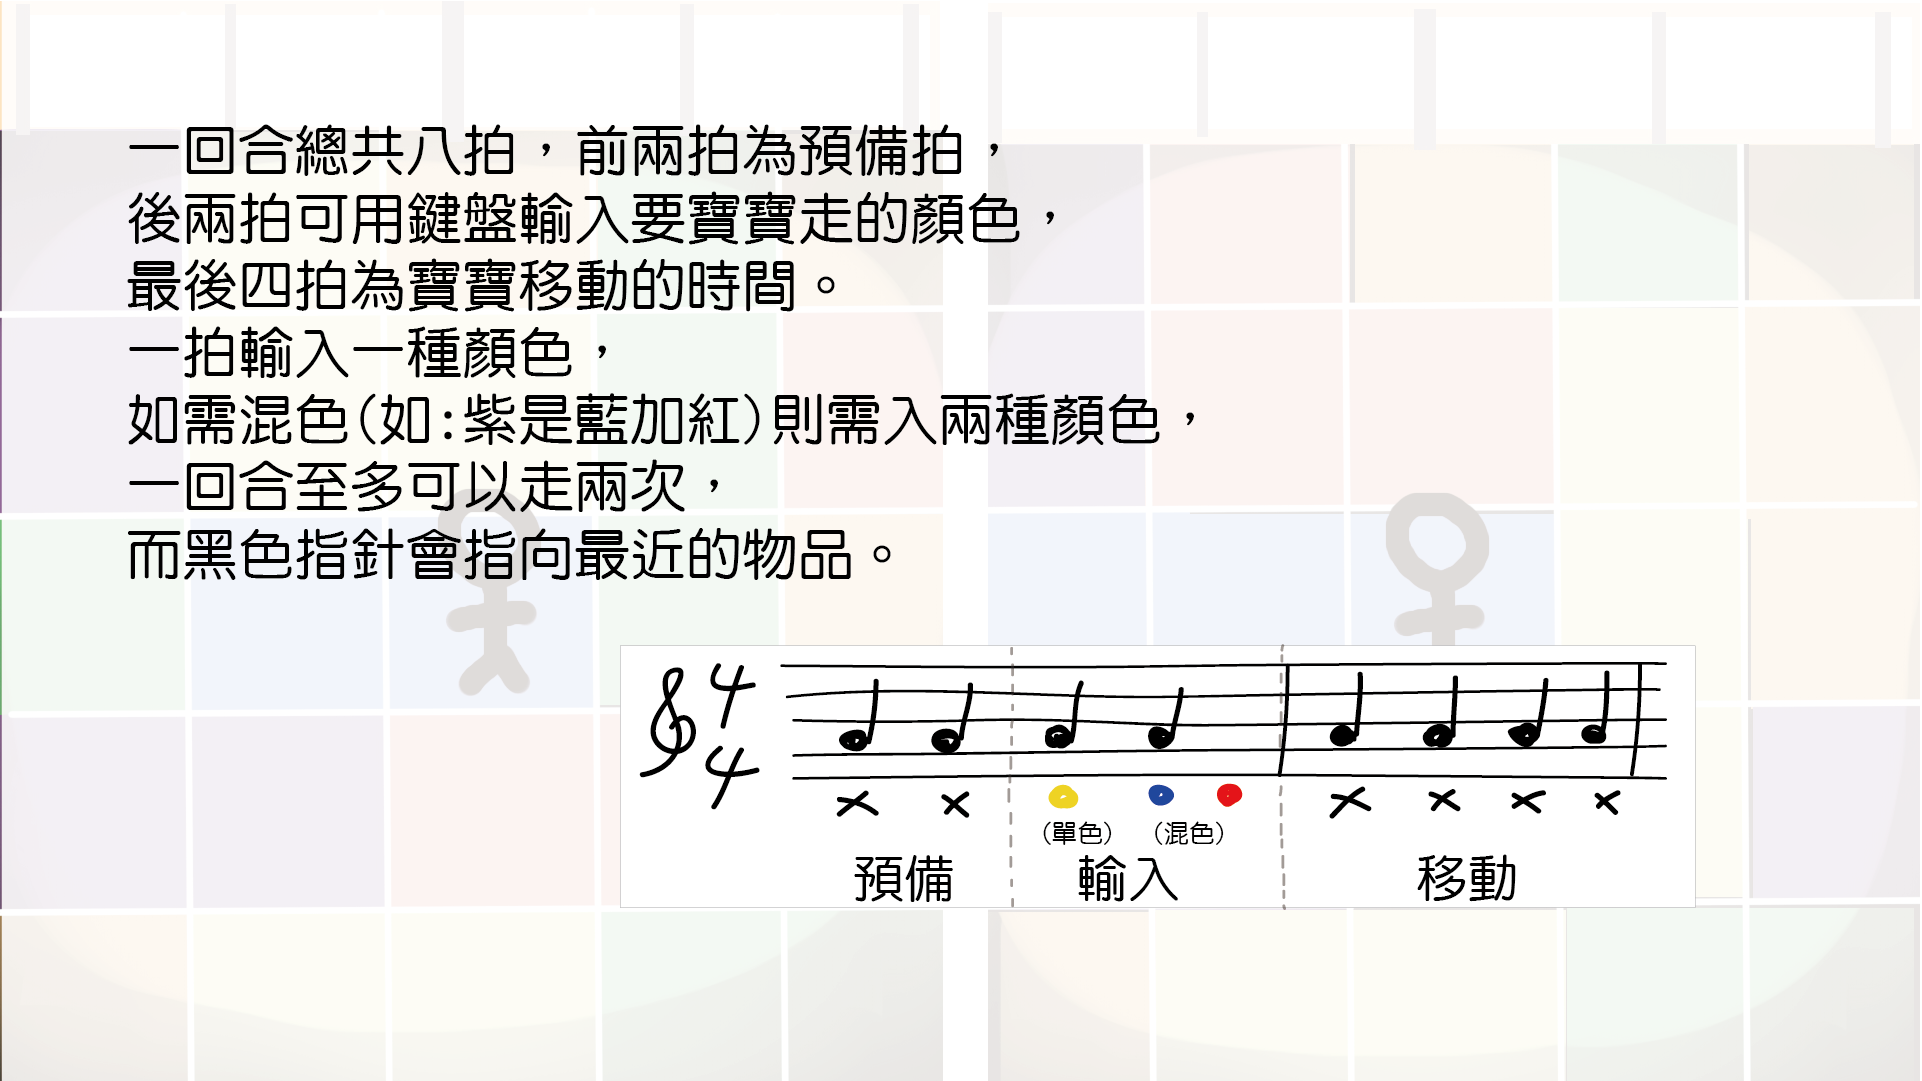 一回合總共八拍，前兩拍為預備拍，
後兩拍可用鍵盤輸入要寶寶走的顏色，
最後四拍為寶寶移動的時間。
一拍輸入一種顏色，
如需混色(如:紫是藍加紅)則需入兩種顏色，
一回合至多可以走兩次，
而黑色指針會指向最近的物品。
4
4
(單色) (混色)
預備 輸入 移動